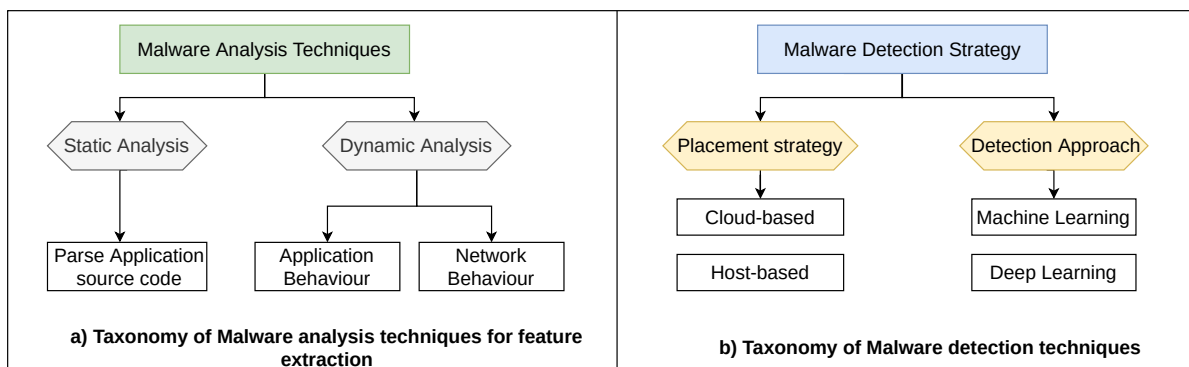 Malware Analysis Techniques
Static Analysis
Dynamic Analysis
Parse Application
source code
Application
Behaviour
Network
Behaviour
a) Taxonomy of Malware analysis techniques for feature
extraction
Malware Detection Strategy
Placement strategy
Detection Approach
Cloud-based
Machine Learning
Host-based
Deep Learning
b) Taxonomy of Malware detection techniques